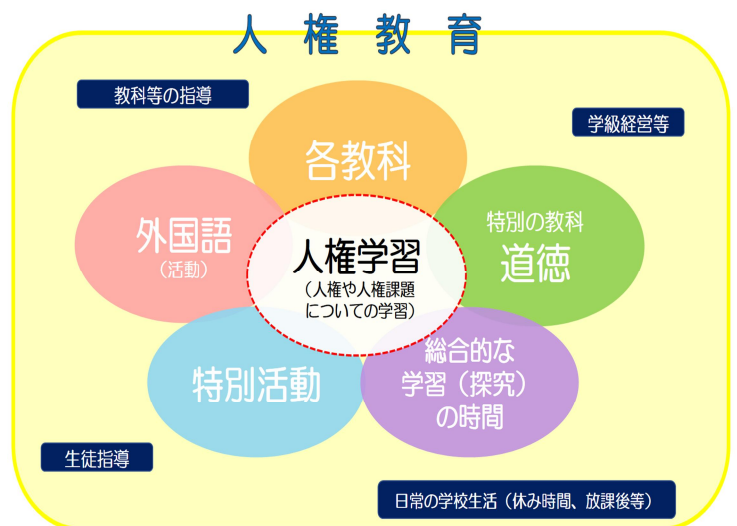 人権教育
教科等の指導
学級経営等
各教科
外国語
(活動)
特別の教科
道徳
人権学習
(人権や人権課題
についての学習)
特別活動
総合的な
学習(探究)
の時間
生徒指導
日常の学校生活(休み時間、放課後等)